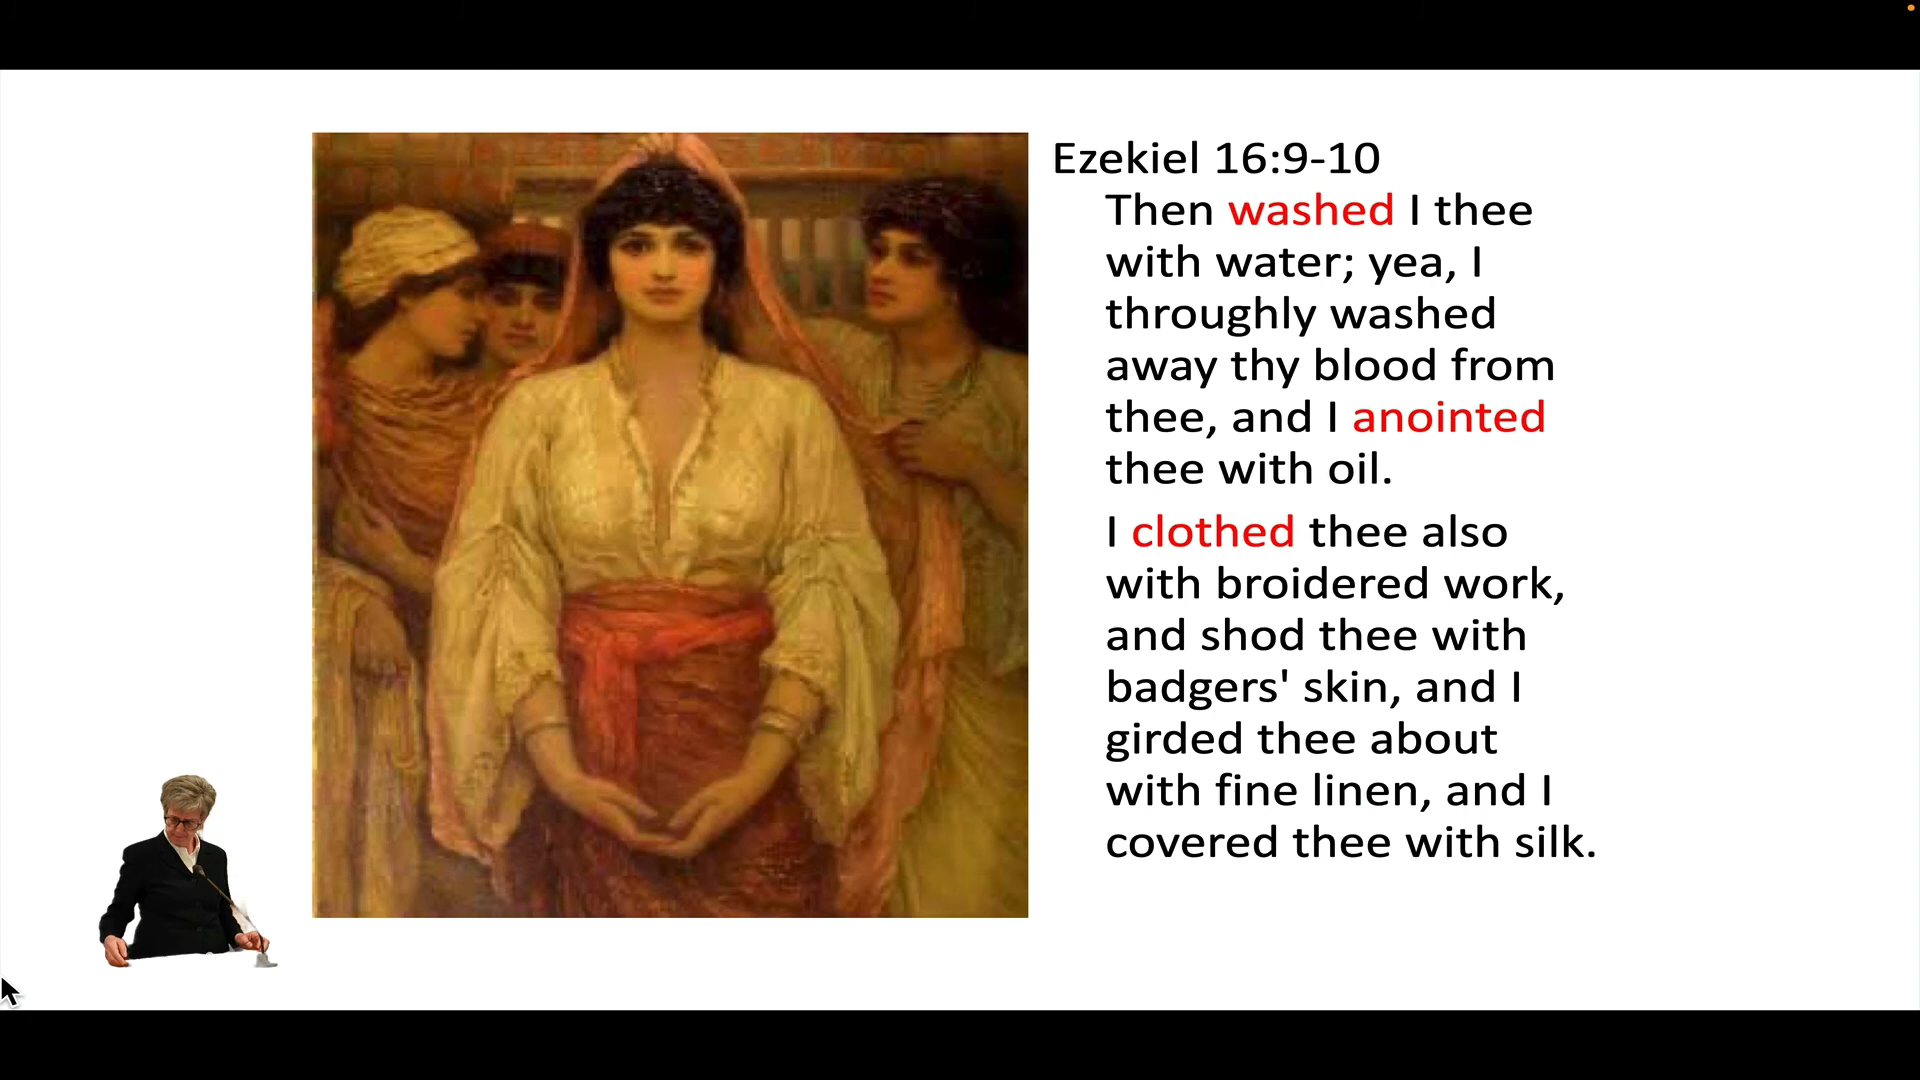 Ezekiel 16:9-10
Then washed I thee
with water; yea, I
throughly washed
away thy blood from
thee, and I anointed
thee with oil.
I clothed thee also
with broidered work,
and shod thee with
badgers' skin, and I
girded thee about
with fine linen, and I
covered thee with silk.